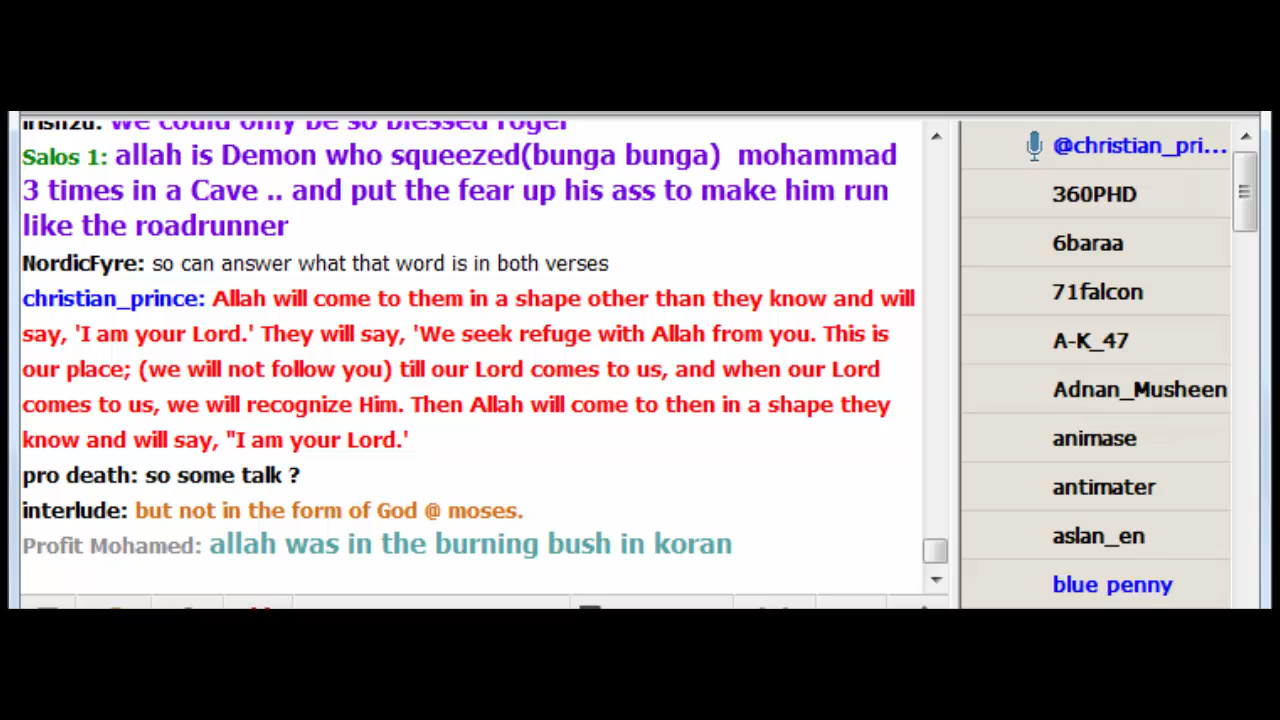 we could only be so blessed roger
Salos 1: allah is Demon who squeezed(bunga bunga) mohammad
3 times in a Cave .. and put the fear up his ass to make him run
like the roadrunner
NordicFyre: so can answer what that word is in both verses
christian_prince: Allah will come to them in a shape other than they know and will
say, 'I am your Lord.' They will say, 'We seek refuge with Allah from you. This is
our place; (we will not follow you) till our Lord comes to us, and when our Lord
comes to us, we will recognize Him. Then Allah will come to then in a shape they
know and will say, "I am your Lord.'
pro death: so some talk ?
interlude: but not in the form of God @ moses.
Profit Mohamed: allah was in the burning bush in koran
@christian_pri...
360PHD
6baraa
71falcon
A-K_47
Adnan_Musheen
animase
antimater
aslan_en
blue penny